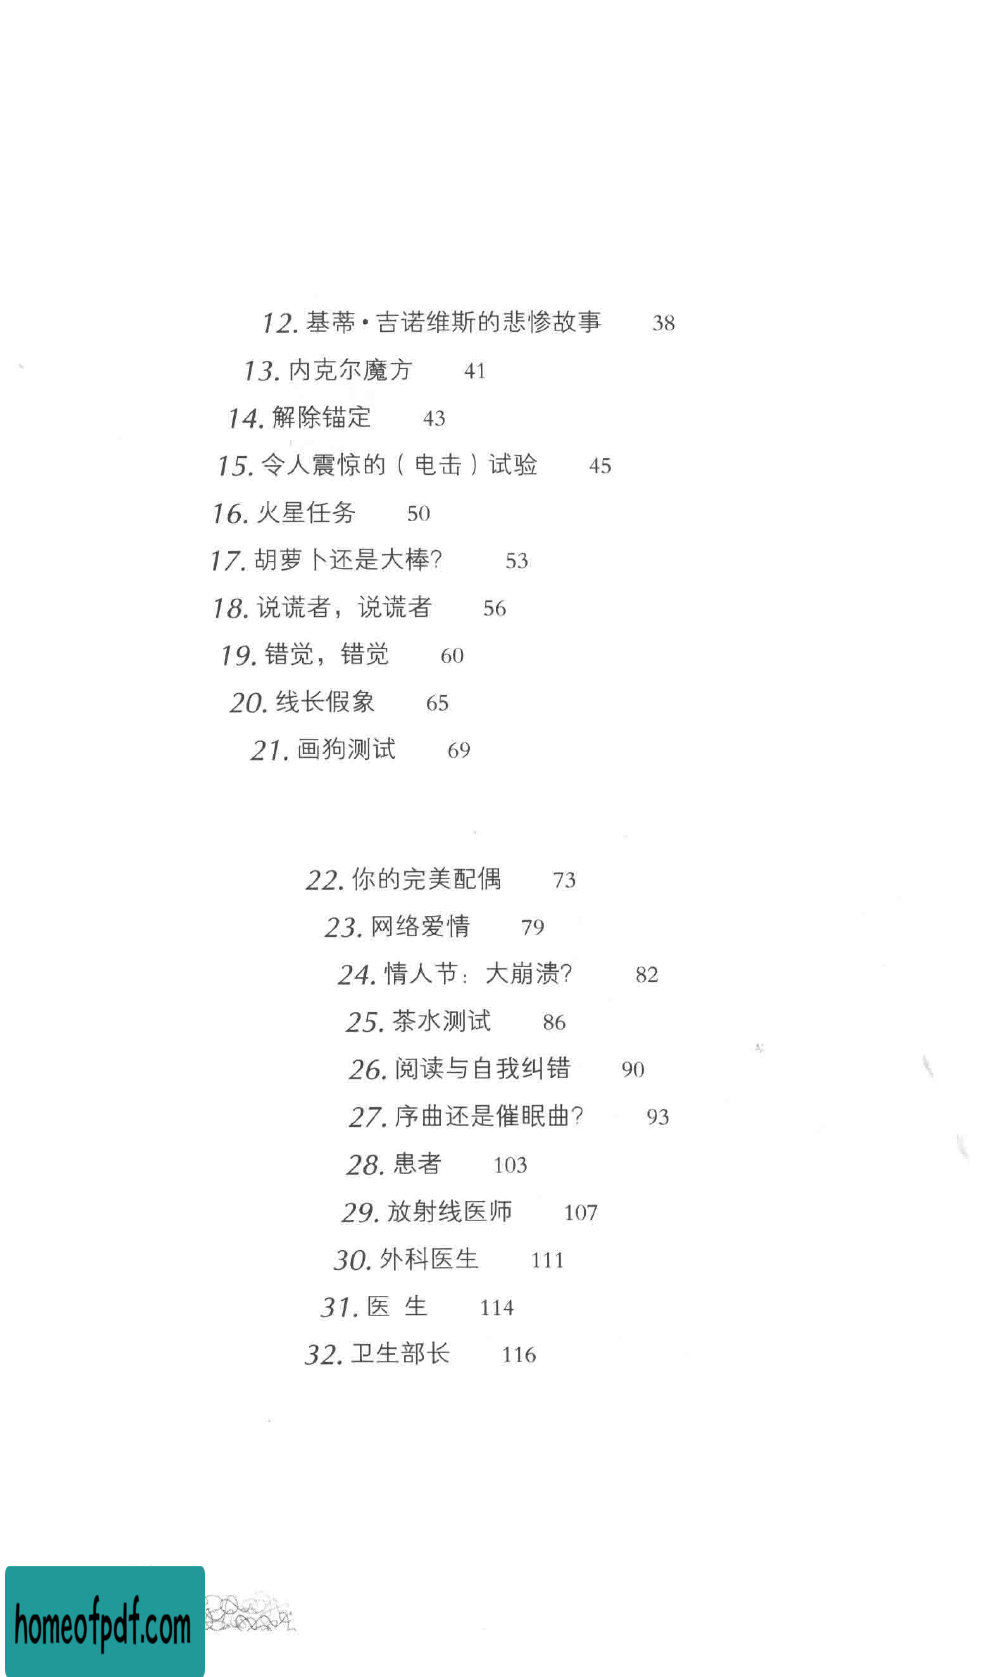 12. 基蒂·吉诺维斯的悲惨故事 38
13. 内克尔魔方 41
14. 解除锚定 43
15. 令人震惊的（电击）试验 45
16. 火星任务 50
17. 胡萝卜还是大棒？ 53
18. 说谎者，说谎者 56
19. 错觉，错觉 60
20. 线长假象 65
21. 画狗测试 69
22. 你的完美配偶 73
23. 网络爱情 79
24. 情人节：大崩溃？ 82
25. 茶水测试 86
26. 阅读与自我纠错 90
27. 序曲还是催眠曲？ 93
28. 患者 103
29. 放射线医师 107
30. 外科医生 111
31. 医 生 114
32. 卫生部长 116
homeofpdf.com